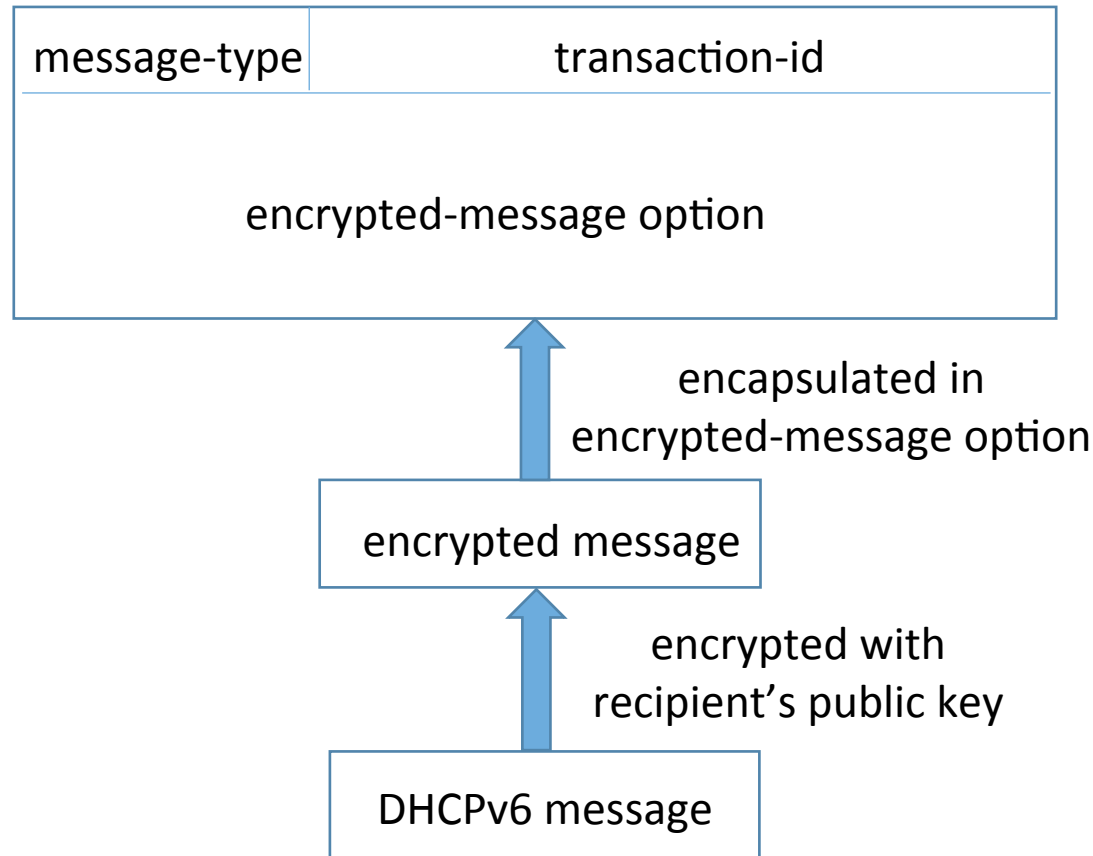 message-type
transaction-id
encrypted-message option
encapsulated in
encrypted-message option
encrypted message
encrypted with
recipient’s public key
DHCPv6 message